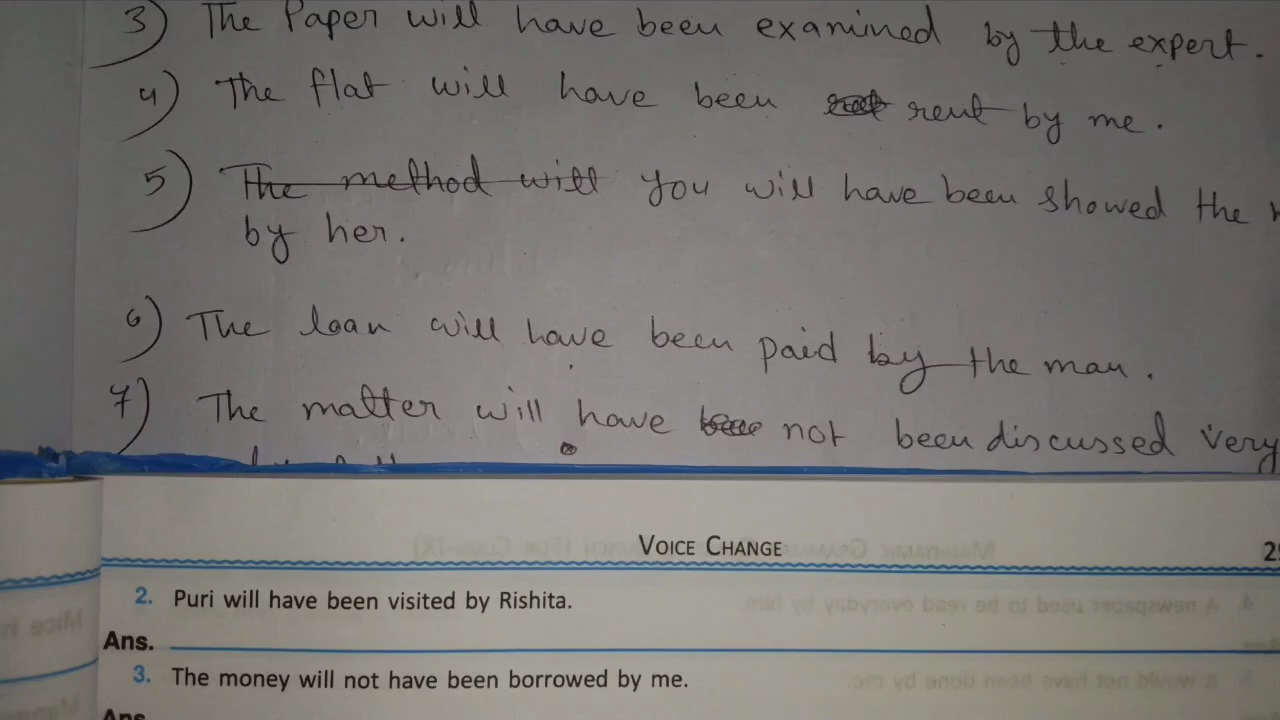 3) The Paper will have been examined by the expert.
4) The flat will have been rent by me.
5) The method will you will have been showed the
by her.
6) The loan will have been paid by the man.
7) The matter will have not been discussed very
VOICE CHANGE
2. Puri will have been visited by Rishita.
Ans.
3. The money will not have been borrowed by me.
Ans.